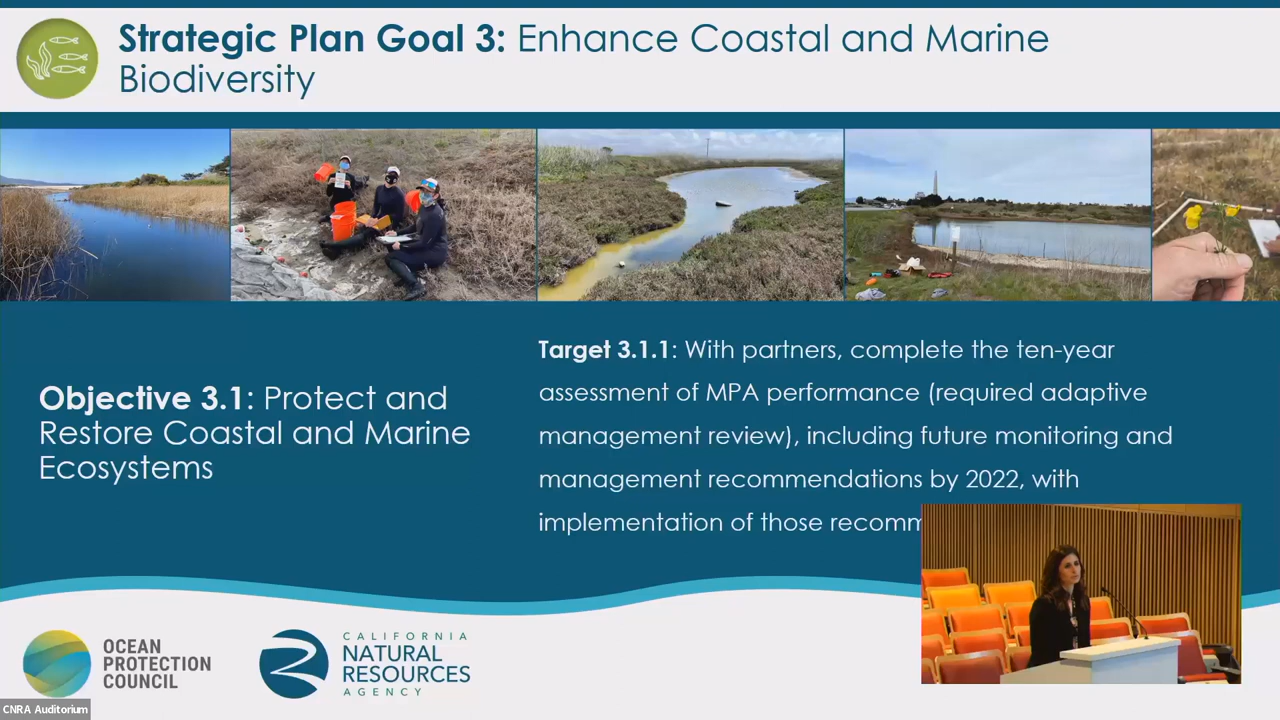 Strategic Plan Goal 3: Enhance Coastal and Marine
Biodiversity
Objective 3.1: Protect and
Restore Coastal and Marine
Ecosystems
Target 3.1.1: With partners, complete the ten-year
assessment of MPA performance (required adaptive
management review), including future monitoring and
management recommendations by 2022, with
implementation of those
OCEAN
PROTECTION
COUNCIL
CALIFORNIA
NATURAL
RESOURCES
AGENCY
CNRA Auditorium